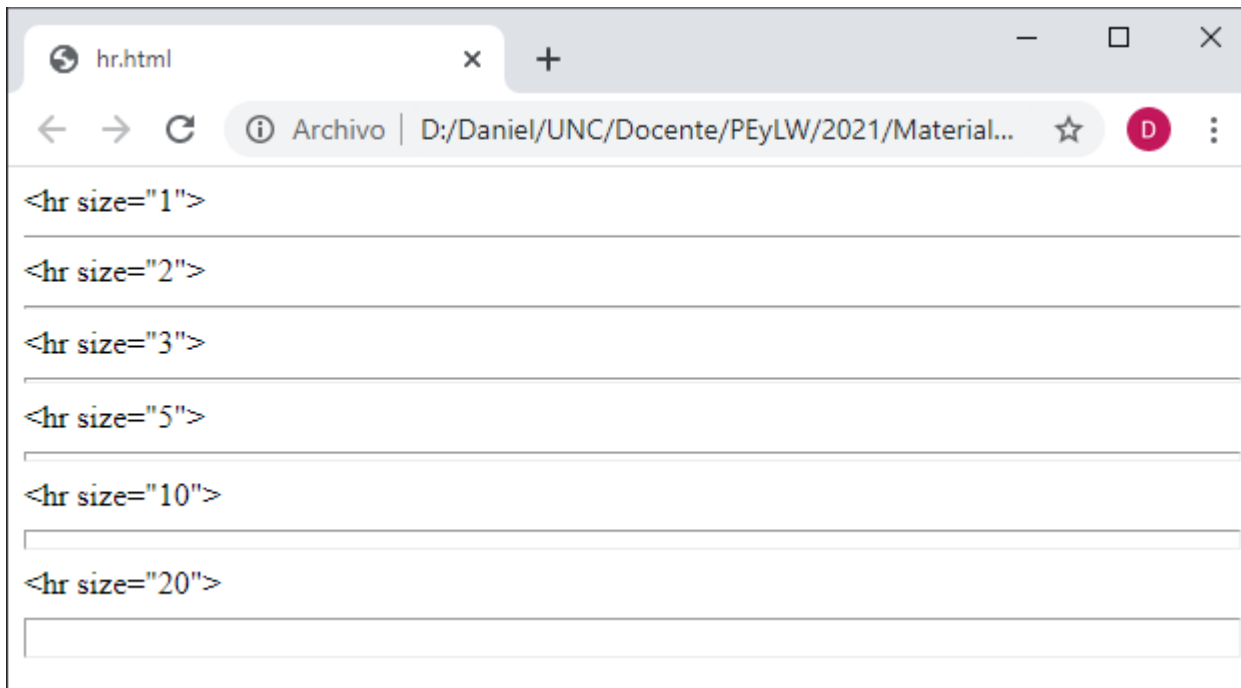 hr.html
Archivo D:/Daniel/UNC/Docente/PEyLW/2021/Material... D
<hr size="1">
<hr size="2">
<hr size="3">
<hr size="5">
<hr size="10">
<hr size="20">